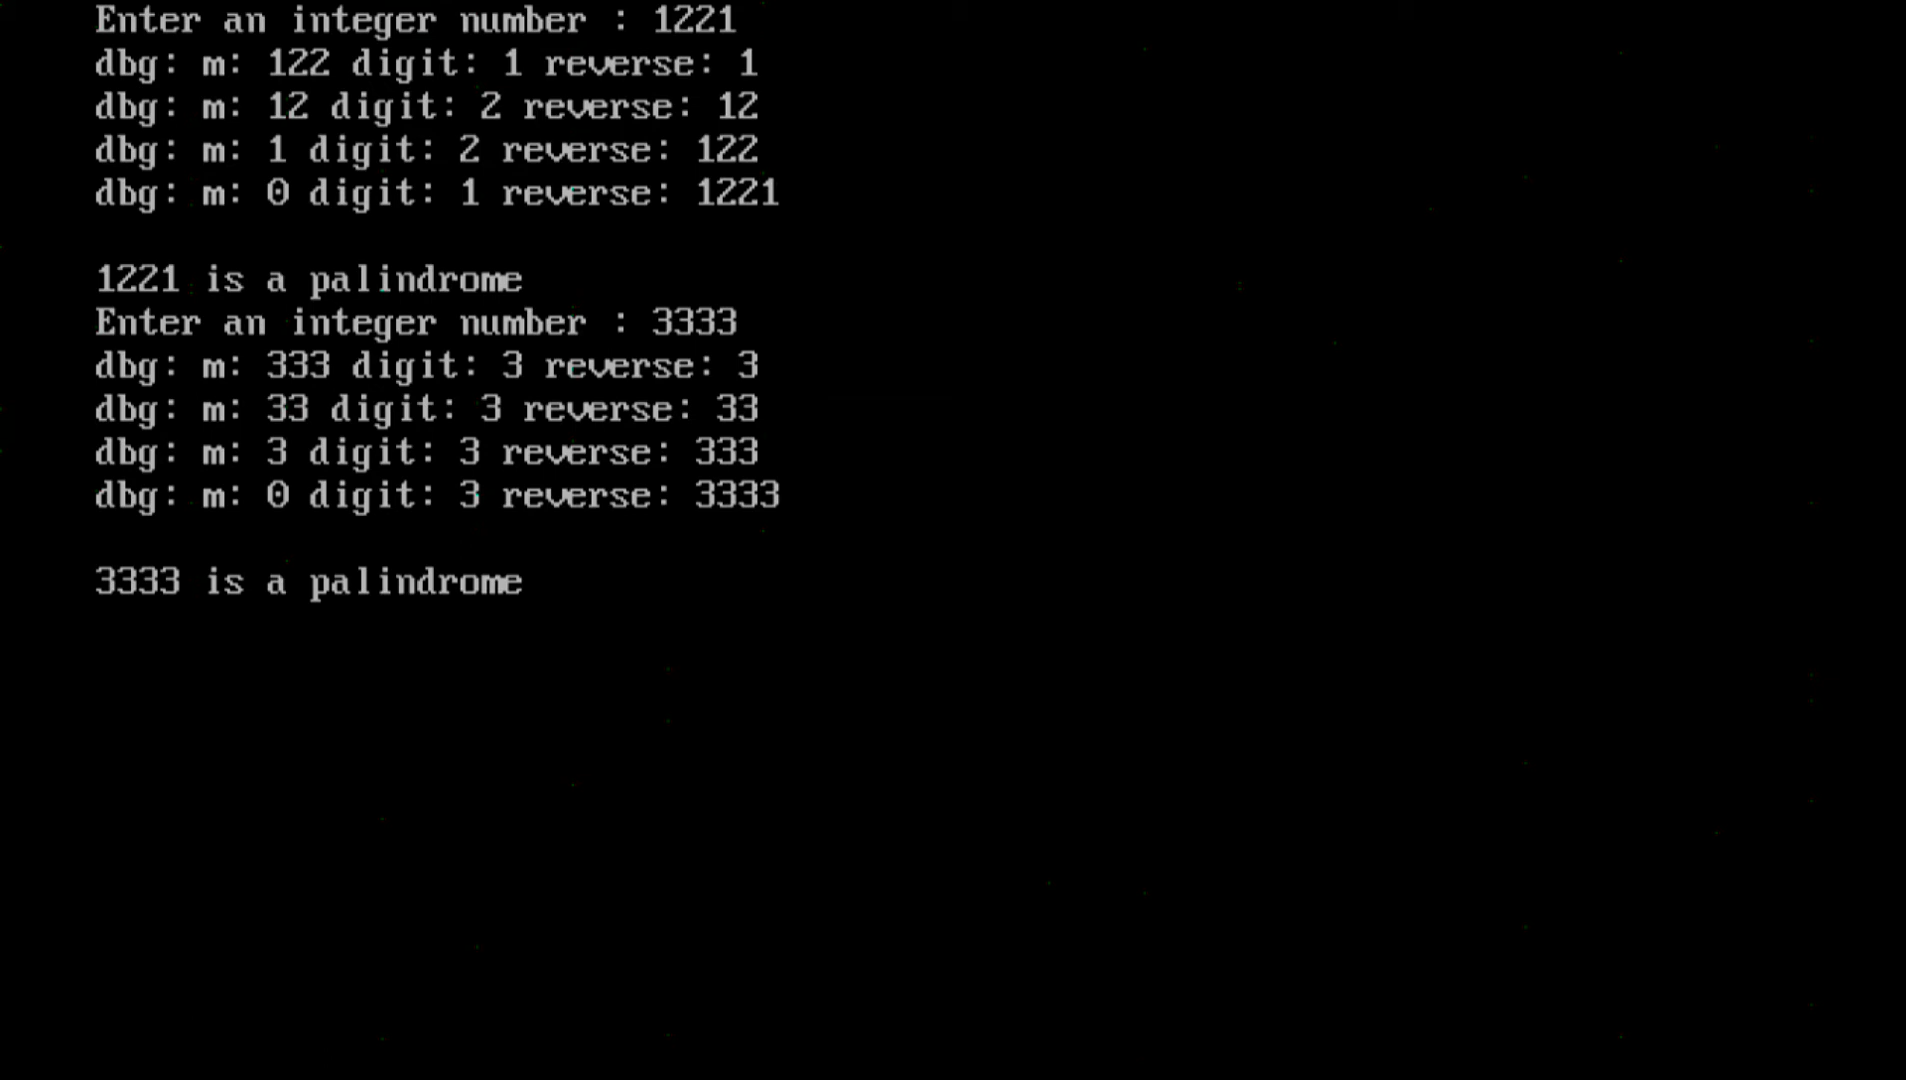 Enter an integer number : 1221
dbg: m: 122 digit: 1 reverse: 1
dbg: m: 12 digit: 2 reverse: 12
dbg: m: 1 digit: 2 reverse: 122
dbg: m: 0 digit: 1 reverse: 1221
1221 is a palindrome
Enter an integer number : 3333
dbg: m: 333 digit: 3 reverse: 3
dbg: m: 33 digit: 3 reverse: 33
dbg: m: 3 digit: 3 reverse: 333
dbg: m: 0 digit: 3 reverse: 3333
3333 is a palindrome